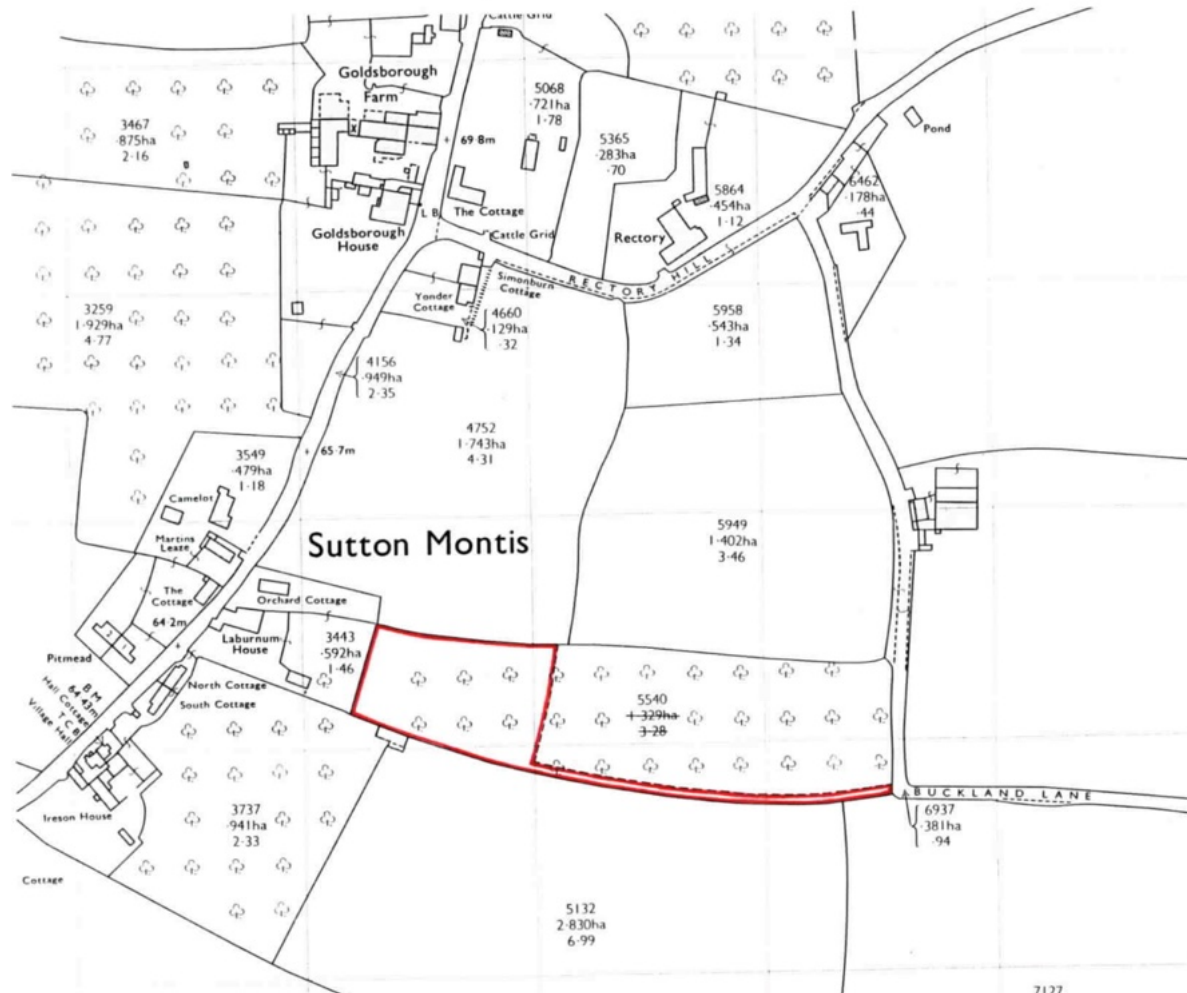 Cattle Grid
Goldsborough
Farm
3467
·875ha
2·16
5068
·721ha
1·78
69·8m
5365
·283ha
·70
Pond
5864
·454ha
1·12
6462
·178ha
·44
L B
The Cottage
Goldsborough
House
Cattle Grid
Rectory
RECTORY HILL
Simonburn
Cottage
Yonder
Cottage
3259
1·929ha
4·77
4660
·129ha
·32
5958
·543ha
1·34
4156
·949ha
2·35
4752
1·743ha
4·31
65·7m
3549
·479ha
1·18
Camelot
Martins
Leaze
Sutton Montis
5949
1·402ha
3·46
The
Cottage
Orchard Cottage
64·2m
Laburnum
House
3443
·592ha
1·46
2
1
Pitmead
North Cottage
South Cottage
B M
64·43m
Hall Cottage
T C B
Village Hall
5540
1·329ha
3·28
BUCKLAND LANE
6937
·381ha
·94
3737
·941ha
2·33
Ireson House
Cottage
5132
2·830ha
6·99
7127